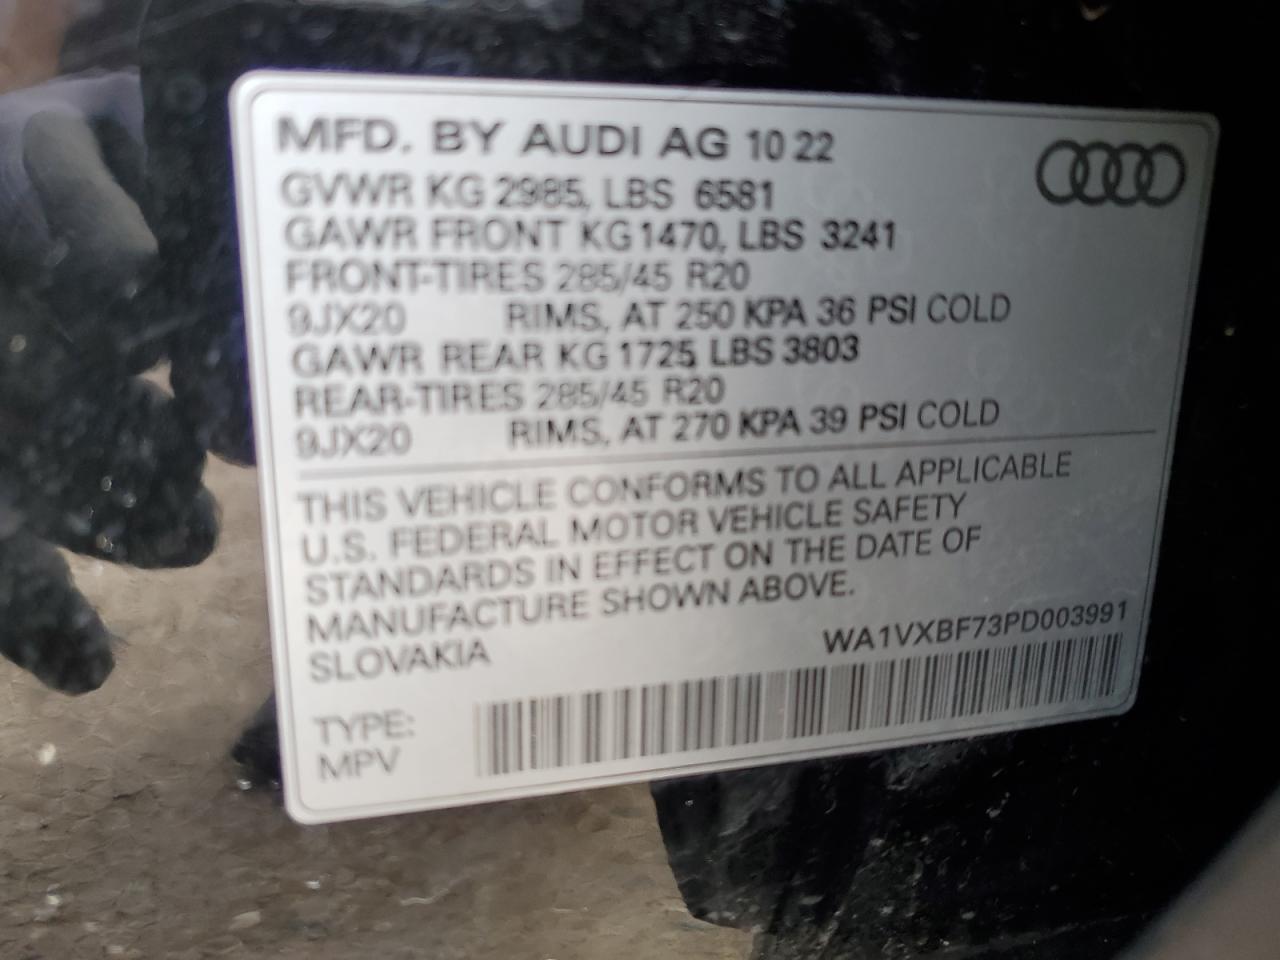 MFD. BY AUDI AG 10 22
GVWR KG 2985, LBS 6581
GAWR FRONT KG 1470, LBS 3241
FRONT-TIRES 285/45 R20
9JX20 RIMS, AT 250 KPA 36 PSI COLD
GAWR REAR KG 1725 LBS 3803
REAR-TIRES 285/45 R20
9JX20 RIMS, AT 270 KPA 39 PSI COLD
THIS VEHICLE CONFORMS TO ALL APPLICABLE
U.S. FEDERAL MOTOR VEHICLE SAFETY
STANDARDS IN EFFECT ON THE DATE OF
MANUFACTURE SHOWN ABOVE.
SLOVAKIA
WA1VXBF73PD003991
TYPE:
MPV